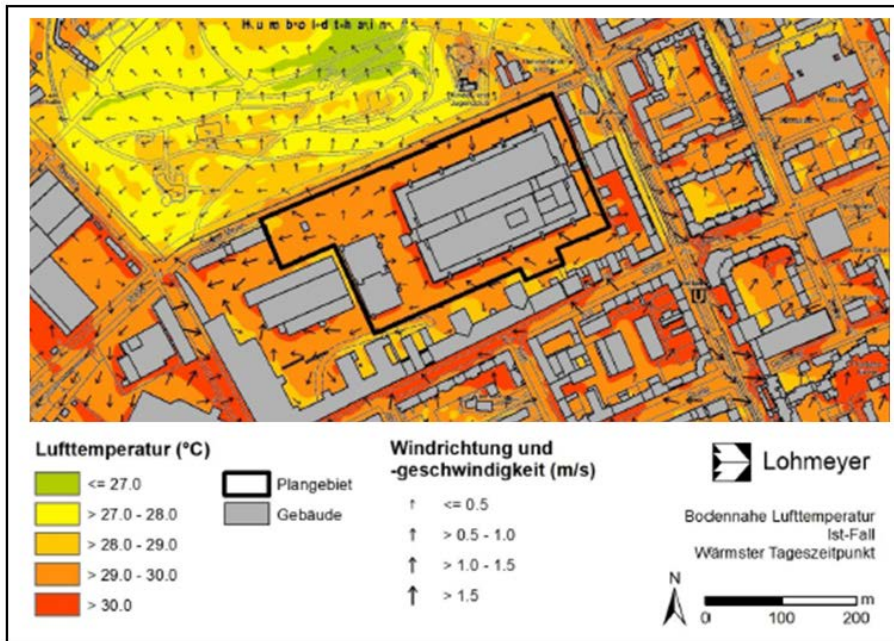 Humboldthain
Lufttemperatur (°C)
<= 27.0
> 27.0 - 28.0
> 28.0 - 29.0
> 29.0 - 30.0
> 30.0
Plangebiet
Gebäude
Windrichtung und
-geschwindigkeit (m/s)
<= 0.5
> 0.5 - 1.0
> 1.0 - 1.5
> 1.5
Lohmeyer
Bodennahe Lufttemperatur
Ist-Fall
Wärmster Tageszeitpunkt
N
m
0 100 200
U